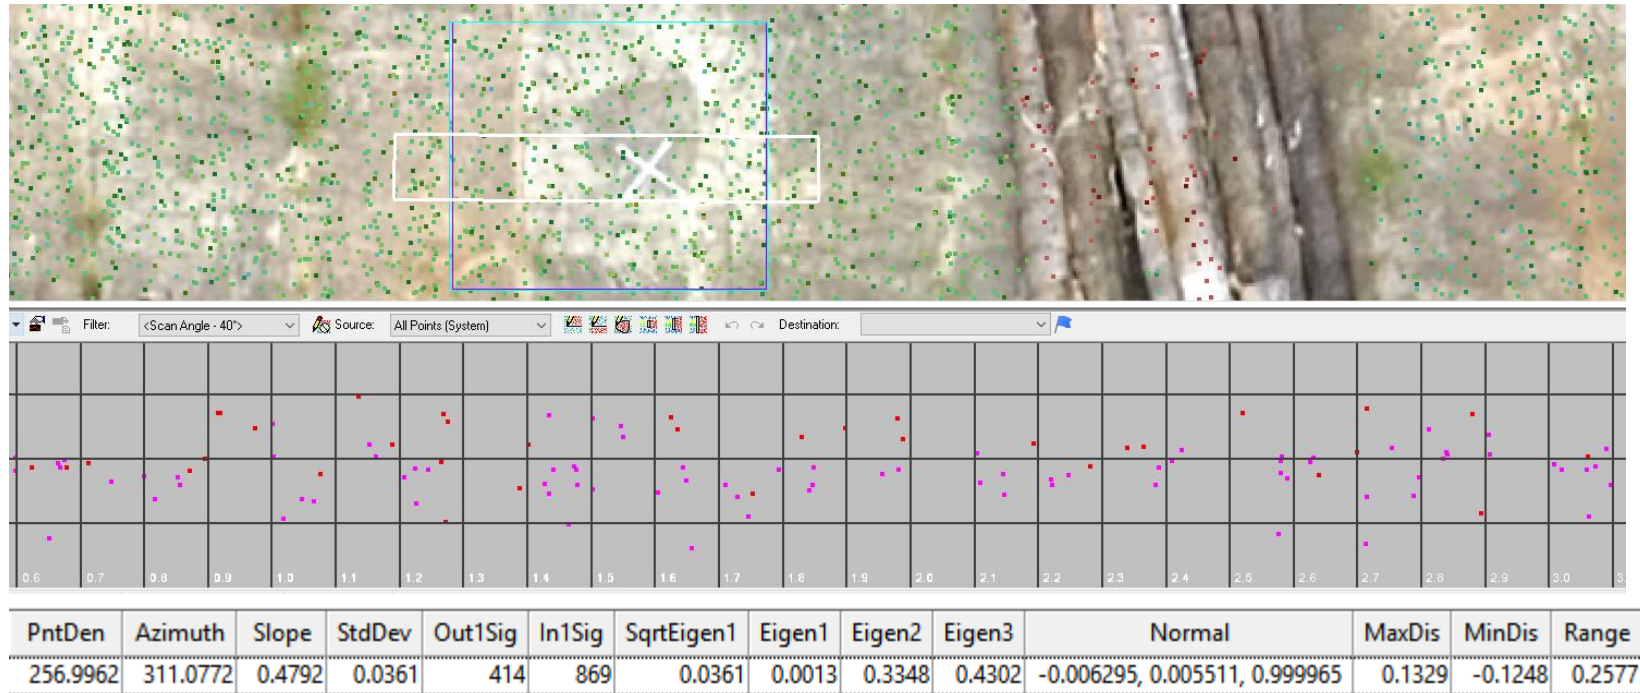 Filter: <Scan Angle - 40°> Source: All Points (System) Destination:
0.6 0.7 0.8 0.9 1.0 1.1 1.2 1.3 1.4 1.5 1.6 1.7 1.8 1.9 2.0 2.1 2.2 2.3 2.4 2.5 2.6 2.7 2.8 2.9 3.0
PntDen Azimuth Slope StdDev Out1Sig In1Sig SqrtEigen1 Eigen1 Eigen2 Eigen3 Normal MaxDis MinDis Range
256.9962 311.0772 0.4792 0.0361 414 869 0.0361 0.0013 0.3348 0.4302 -0.006295, 0.005511, 0.999965 0.1329 -0.1248 0.2577